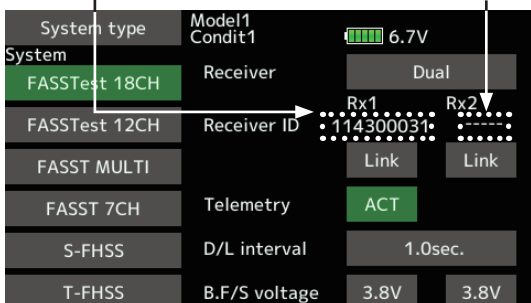 System type
Model1
Condit1
6.7V
System
FASSTest 18CH
Receiver
Dual
Rx1
Rx2
FASSTest 12CH
Receiver ID
114300031
-----
FASST MULTI
Link
Link
FASST 7CH
Telemetry
ACT
S-FHSS
D/L interval
1.0sec.
T-FHSS
B.F/S voltage
3.8V
3.8V